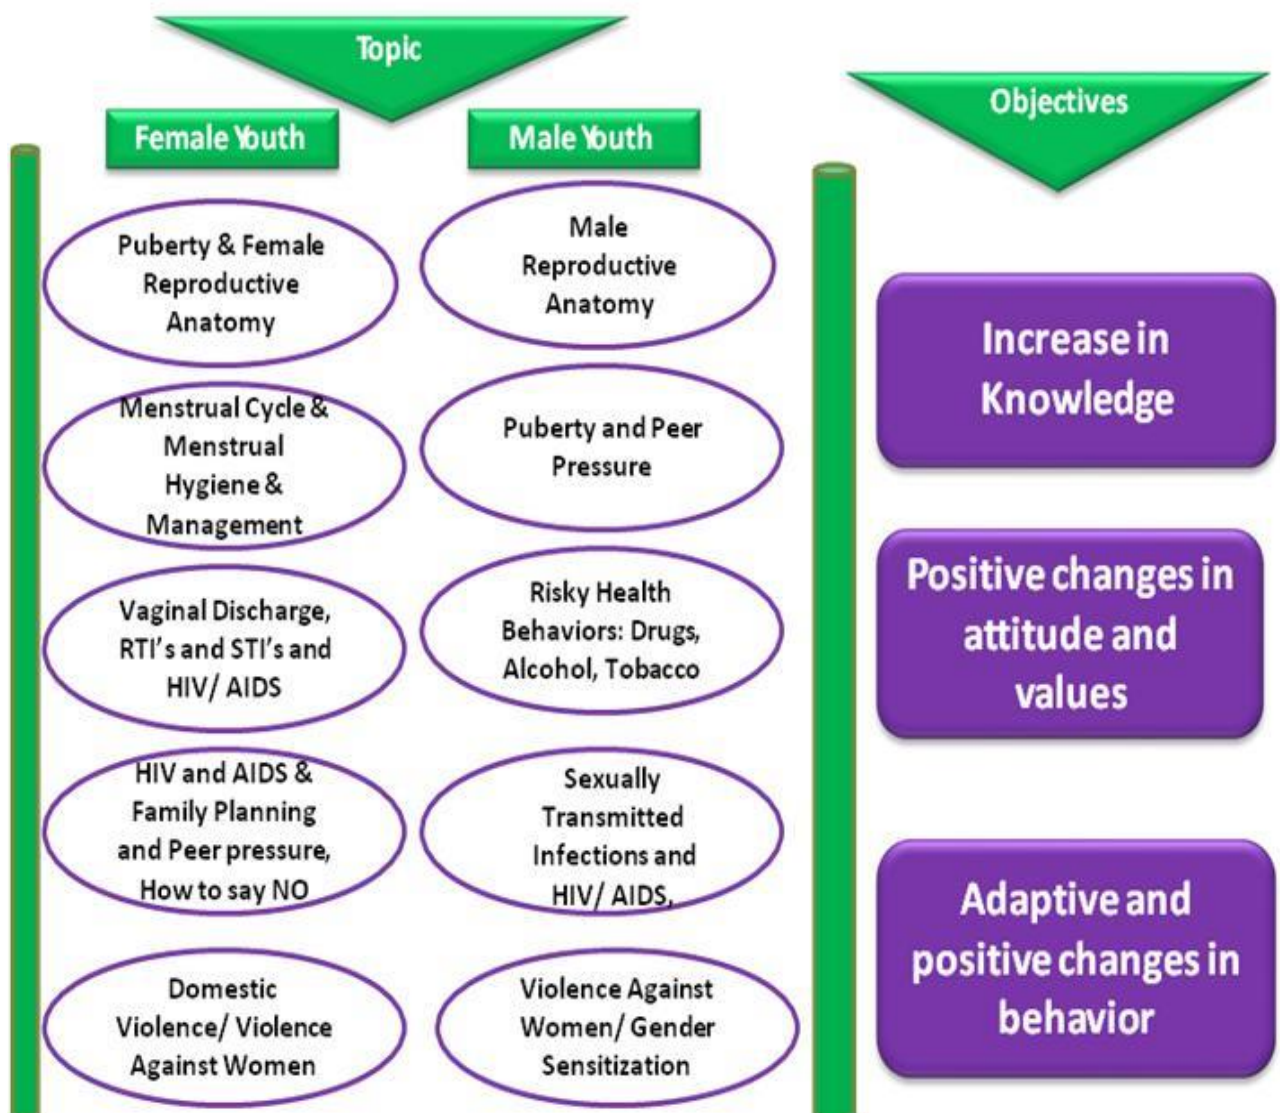 Topic
Female Youth
Male Youth
Objectives
Puberty & Female
Reproductive
Anatomy
Menstrual Cycle &
Menstrual
Hygiene &
Management
Vaginal Discharge,
RTI's and STI's and
HIV/ AIDS
HIV and AIDS &
Family Planning
and Peer pressure,
How to say NO
Domestic
Violence/ Violence
Against Women
Male
Reproductive
Anatomy
Puberty and Peer
Pressure
Risky Health
Behaviors: Drugs,
Alcohol, Tobacco
Sexually
Transmitted
Infections and
HIV/ AIDS,
Violence Against
Women/ Gender
Sensitization
Increase in
Knowledge
Positive changes in
attitude and
values
Adaptive and
positive changes in
behavior